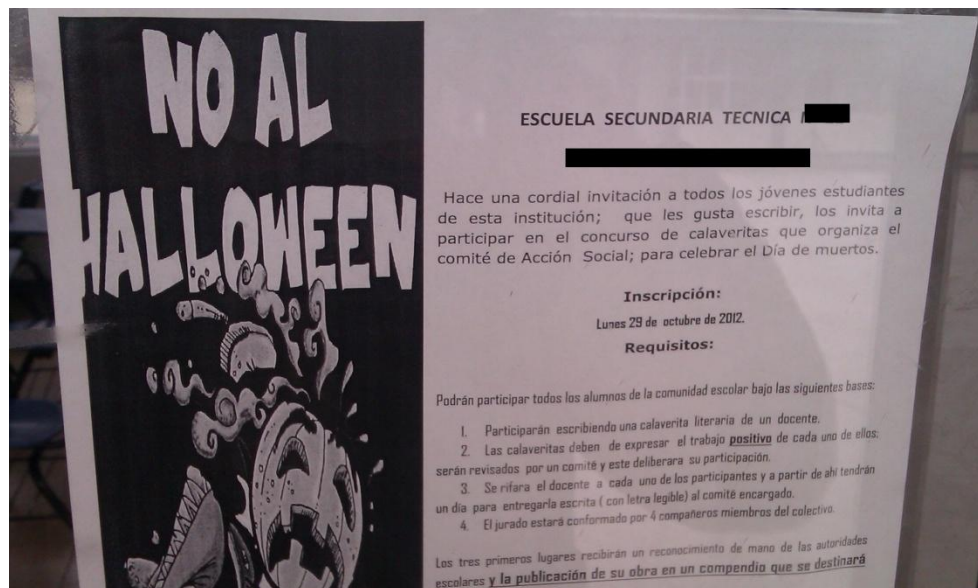 NO AL
HALLOWEEN
ESCUELA SECUNDARIA TECNICA
Hace una cordial invitación a todos los jóvenes estudiantes
de esta institución; que les gusta escribir, los invita a
participar en el concurso de calaveritas que organiza el
comité de Acción Social; para celebrar el Día de muertos.
Inscripción:
Lunes 29 de octubre de 2012.
Requisitos:
Podrán participar todos los alumnos de la comunidad escolar bajo las siguientes bases:
1. Participarán escribiendo una calaverita literaria de un docente.
2. Las calaveritas deben de expresar el trabajo positivo de cada uno de ellos;
serán revisados por un comité y este deliberara su participación.
3. Se rifara el docente a cada uno de los participantes y a partir de ahí tendrán
un día para entregarla escrita ( con letra legible) al comité encargado.
4. El jurado estará conformado por 4 compañeros miembros del colectivo.
Los tres primeros lugares recibirán un reconocimiento de mano de las autoridades
escolares y la publicación de su obra en un compendio que se destinará